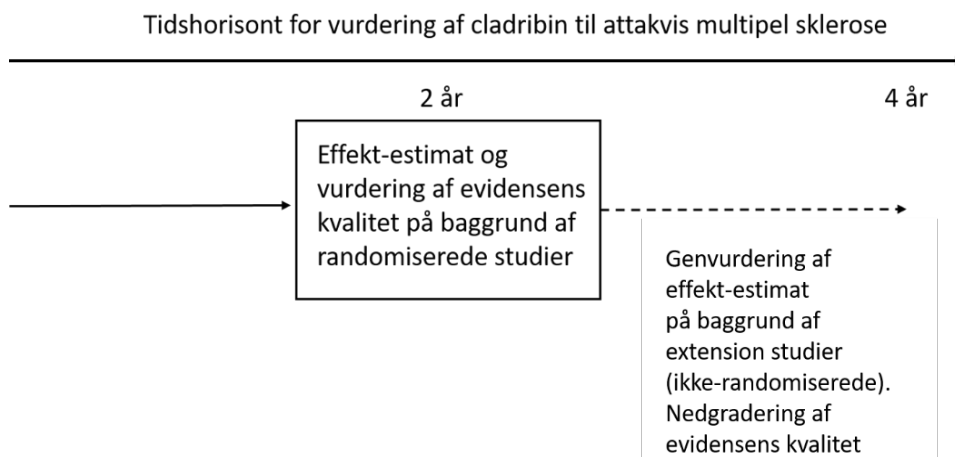 Tidshorisont for vurdering af cladribin til attakvis multipel sklerose
2 år
4 år
Effekt-estimat og
vurdering af evidensens
kvalitet på baggrund af
randomiserede studier
Genvurdering af
effekt-estimat
på baggrund af
extension studier
(ikke-randomiserede).
Nedgradering af
evidensens kvalitet